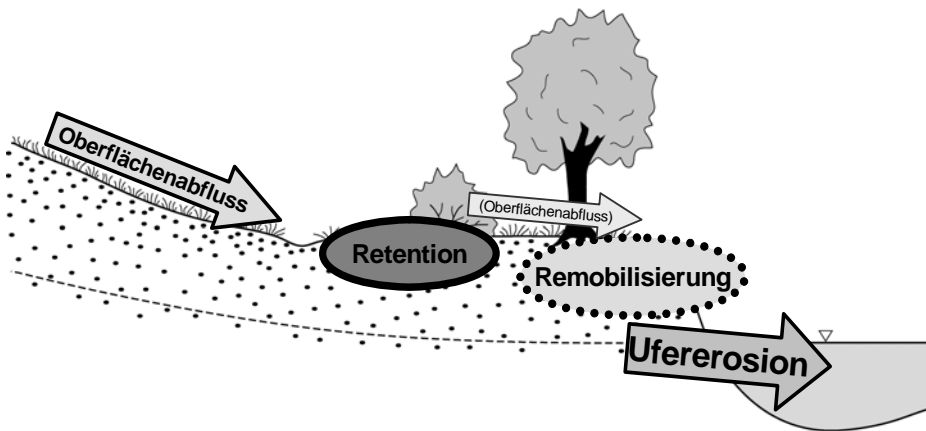 Oberflächenabfluss
(Oberflächenabfluss)
Retention
Remobilisierung
Ufererosion